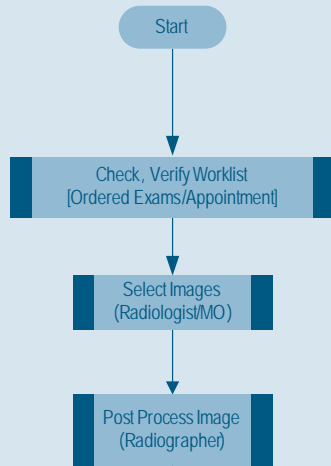 Start
Check, Verify Worklist
[Ordered Exams/Appointment]
Select Images
(Radiologist/MO)
Post Process Image
(Radiographer)